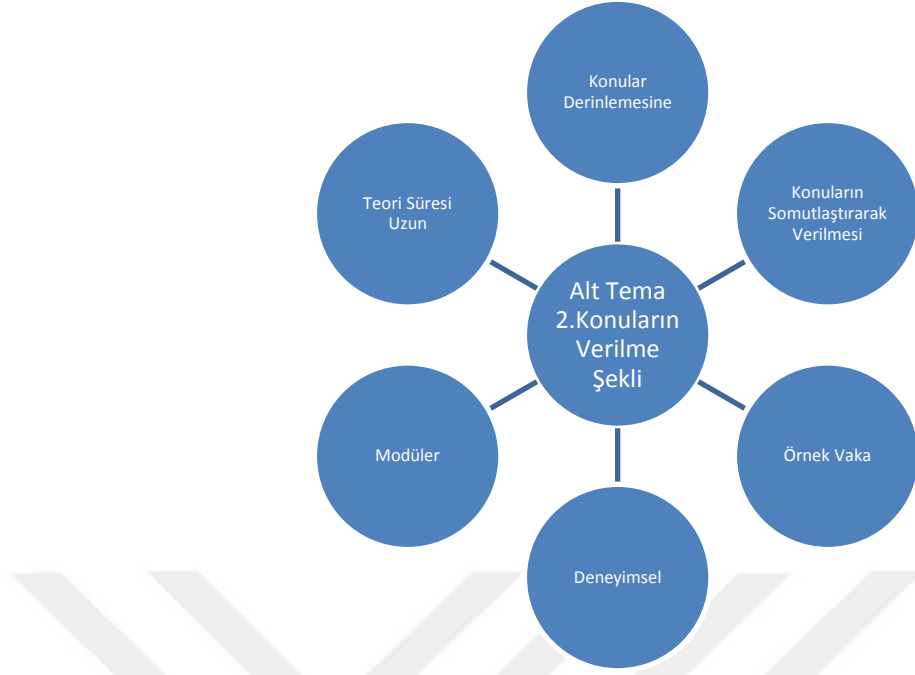 Konular
Derinlemesine
Teori Süresi
Uzun
Konuların
Somutlaştırarak
Verilmesi
Alt Tema
2.Konuların
Verilme
Şekli
Modüler
Örnek Vaka
Deneyimsel